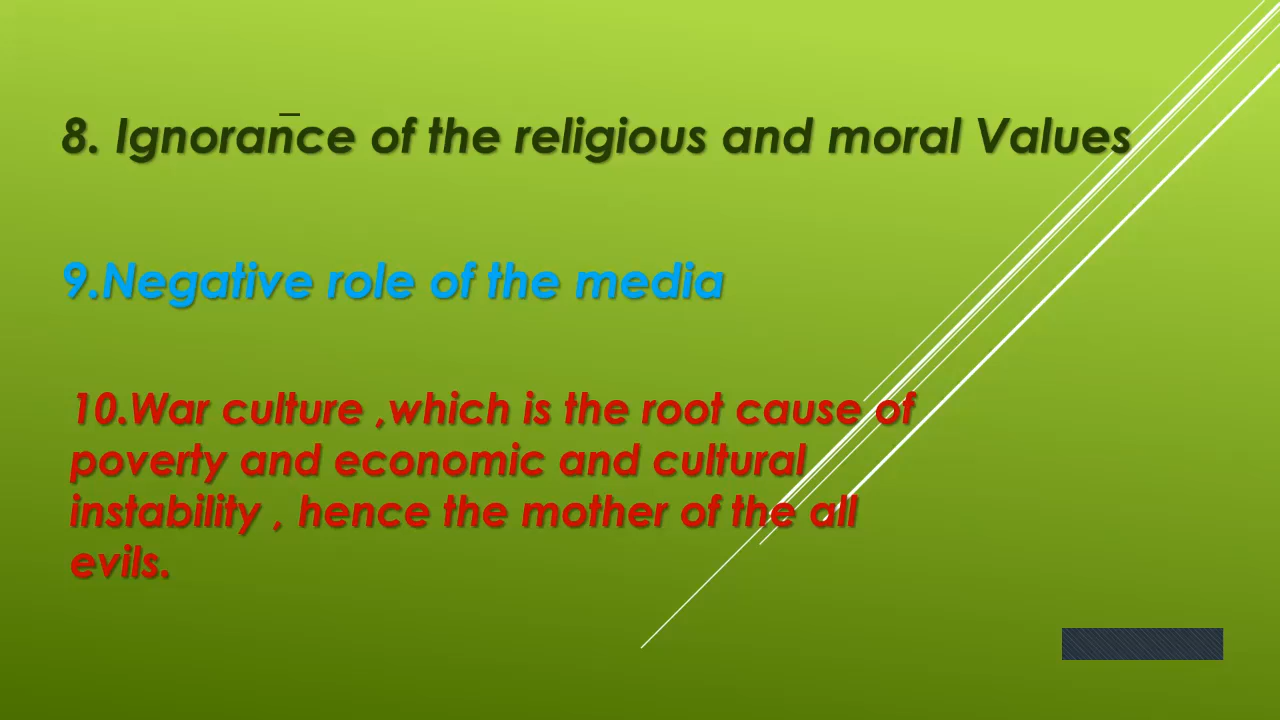 8. Ignorance of the religious and moral Values
9.Negative role of the media
10.War culture ,which is the root cause of
poverty and economic and cultural
instability , hence the mother of the all
evils.